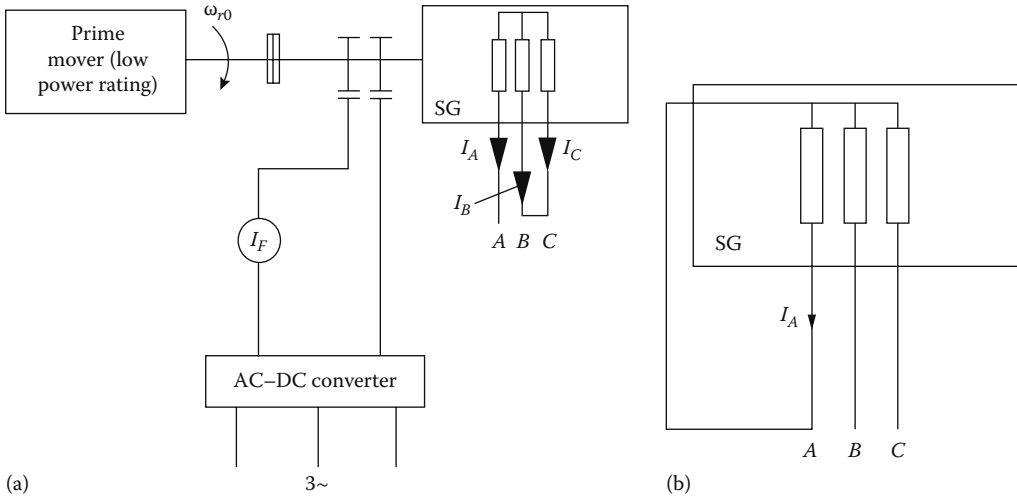 Prime
mover (low
power rating)
ωr0
SG
IA
IC
IB
A B C
IF
AC–DC converter
3~
(a)
SG
IA
A B C
(b)